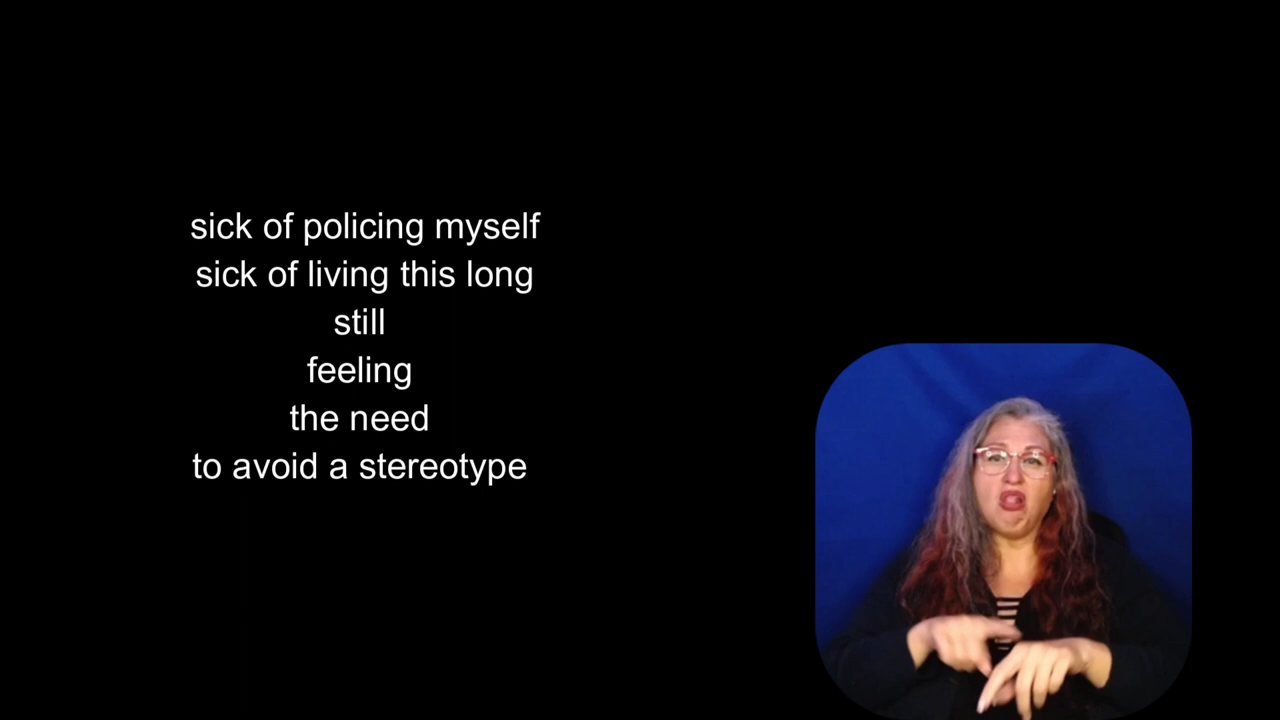 sick of policing myself
sick of living this long
still
feeling
the need
to avoid a stereotype